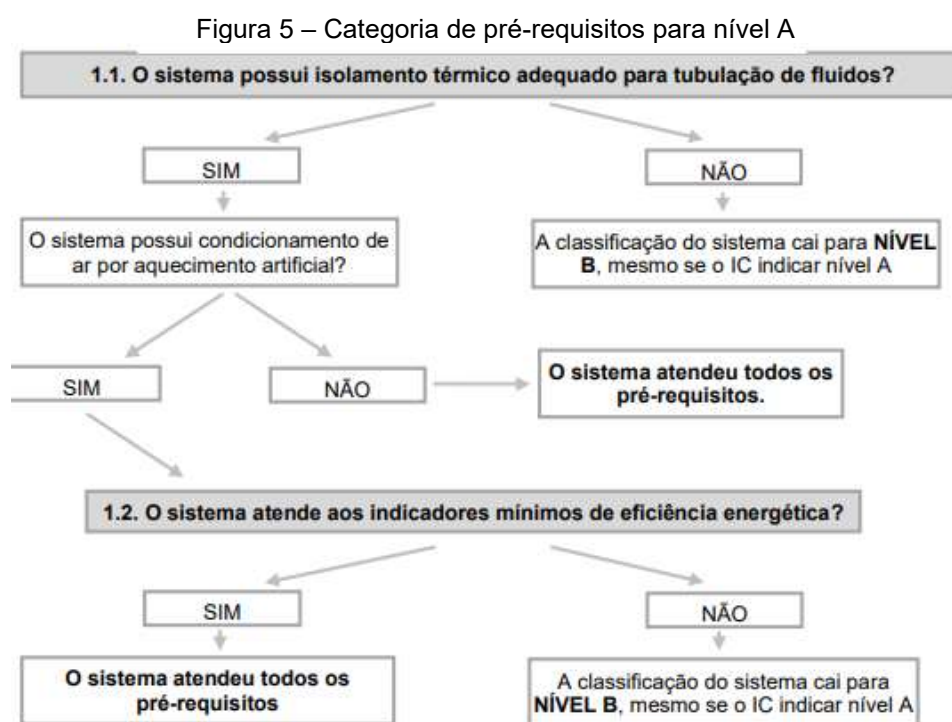 Figura 5 – Categoria de pré-requisitos para nível A
1.1. O sistema possui isolamento térmico adequado para tubulação de fluidos?
SIM
NÃO
O sistema possui condicionamento de
ar por aquecimento artificial?
A classificação do sistema cai para NÍVEL
B, mesmo se o IC indicar nível A
SIM
NÃO
O sistema atendeu todos os
pré-requisitos.
1.2. O sistema atende aos indicadores mínimos de eficiência energética?
SIM
NÃO
O sistema atendeu todos os
pré-requisitos
A classificação do sistema cai para
NÍVEL B, mesmo se o IC indicar nível A